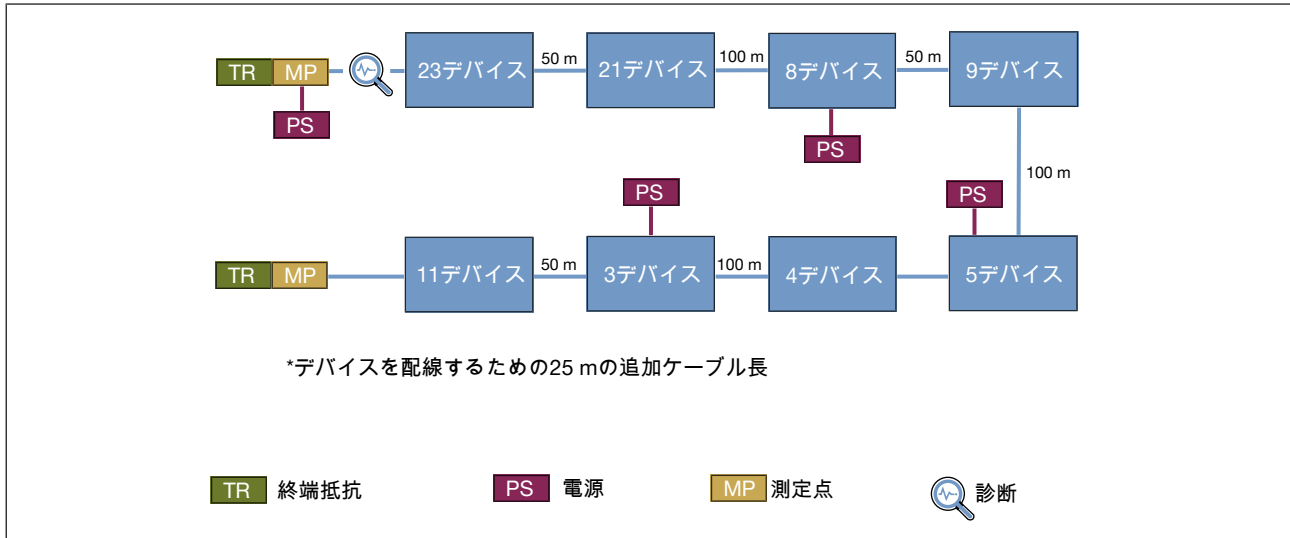 TR MP 23デバイス 50 m 21デバイス 100 m 8デバイス 50 m 9デバイス
PS
PS
100 m
PS
PS
TR MP 11デバイス 50 m 3デバイス 100 m 4デバイス 5デバイス
*デバイスを配線するための25 mの追加ケーブル長
TR 終端抵抗 PS 電源 MP 測定点 診断